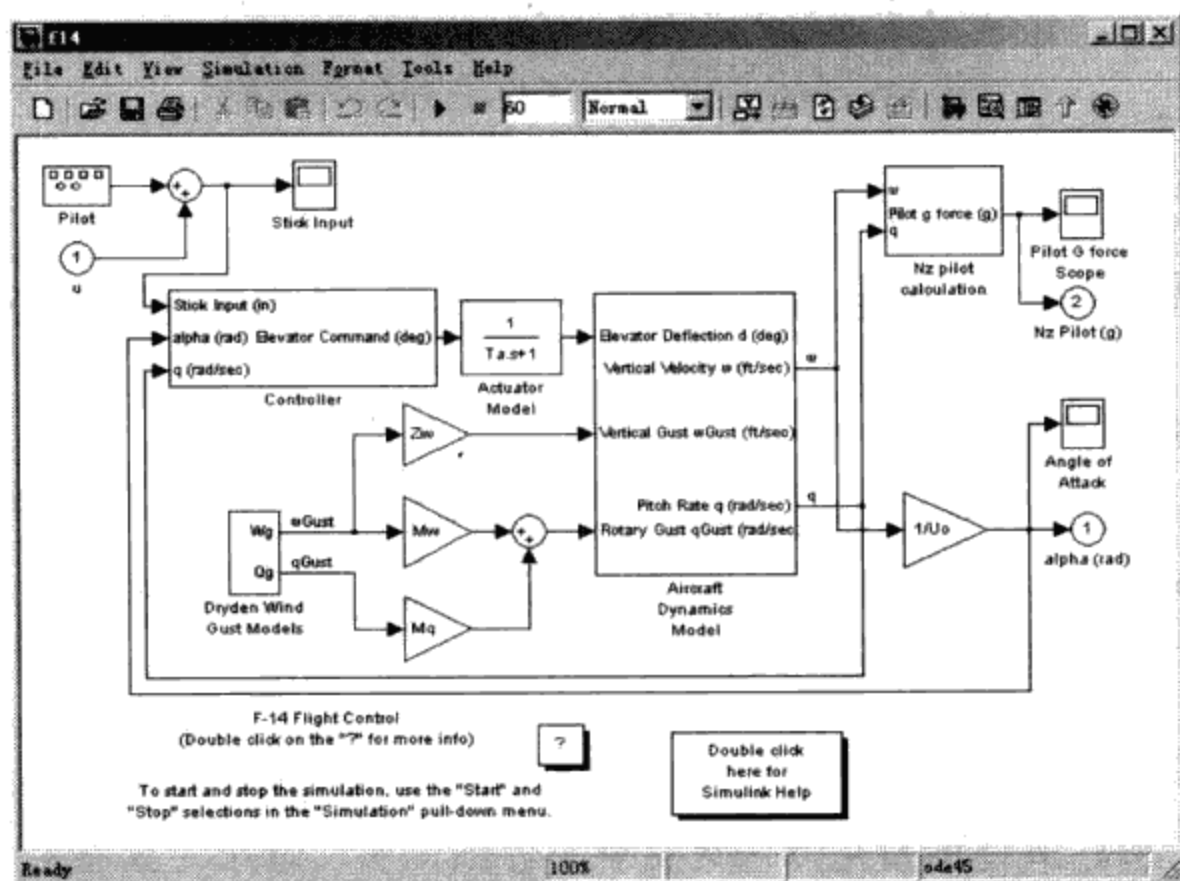 f14
File Edit View Simulation Format Tools Help
60 Normal
Pilot
Stick Input
1
u
w
Pilot g force (g)
q
Nz pilot
calculation
Pilot G force
Scope
2
Nz Pilot (g)
Stick Input (in)
alpha (rad) Elevator Command (deg)
q (rad/sec)
Controller
1
Ta.s+1
Actuator
Model
Elevator Deflection d (deg)
Vertical Velocity w (ft/sec)
Vertical Gust wGust (ft/sec)
Pitch Rate q (rad/sec)
Rotary Gust qGust (rad/sec
Aircraft
Dynamics
Model
w
q
Zw
Mw
Mq
Wg
Qg
wGust
qGust
Dryden Wind
Gust Models
1/Uo
Angle of
Attack
1
alpha (rad)
F-14 Flight Control
(Double click on the "?" for more info)
?
To start and stop the simulation, use the "Start" and
"Stop" selections in the "Simulation" pull-down menu.
Double click
here for
Simulink Help
Ready 100% ode45